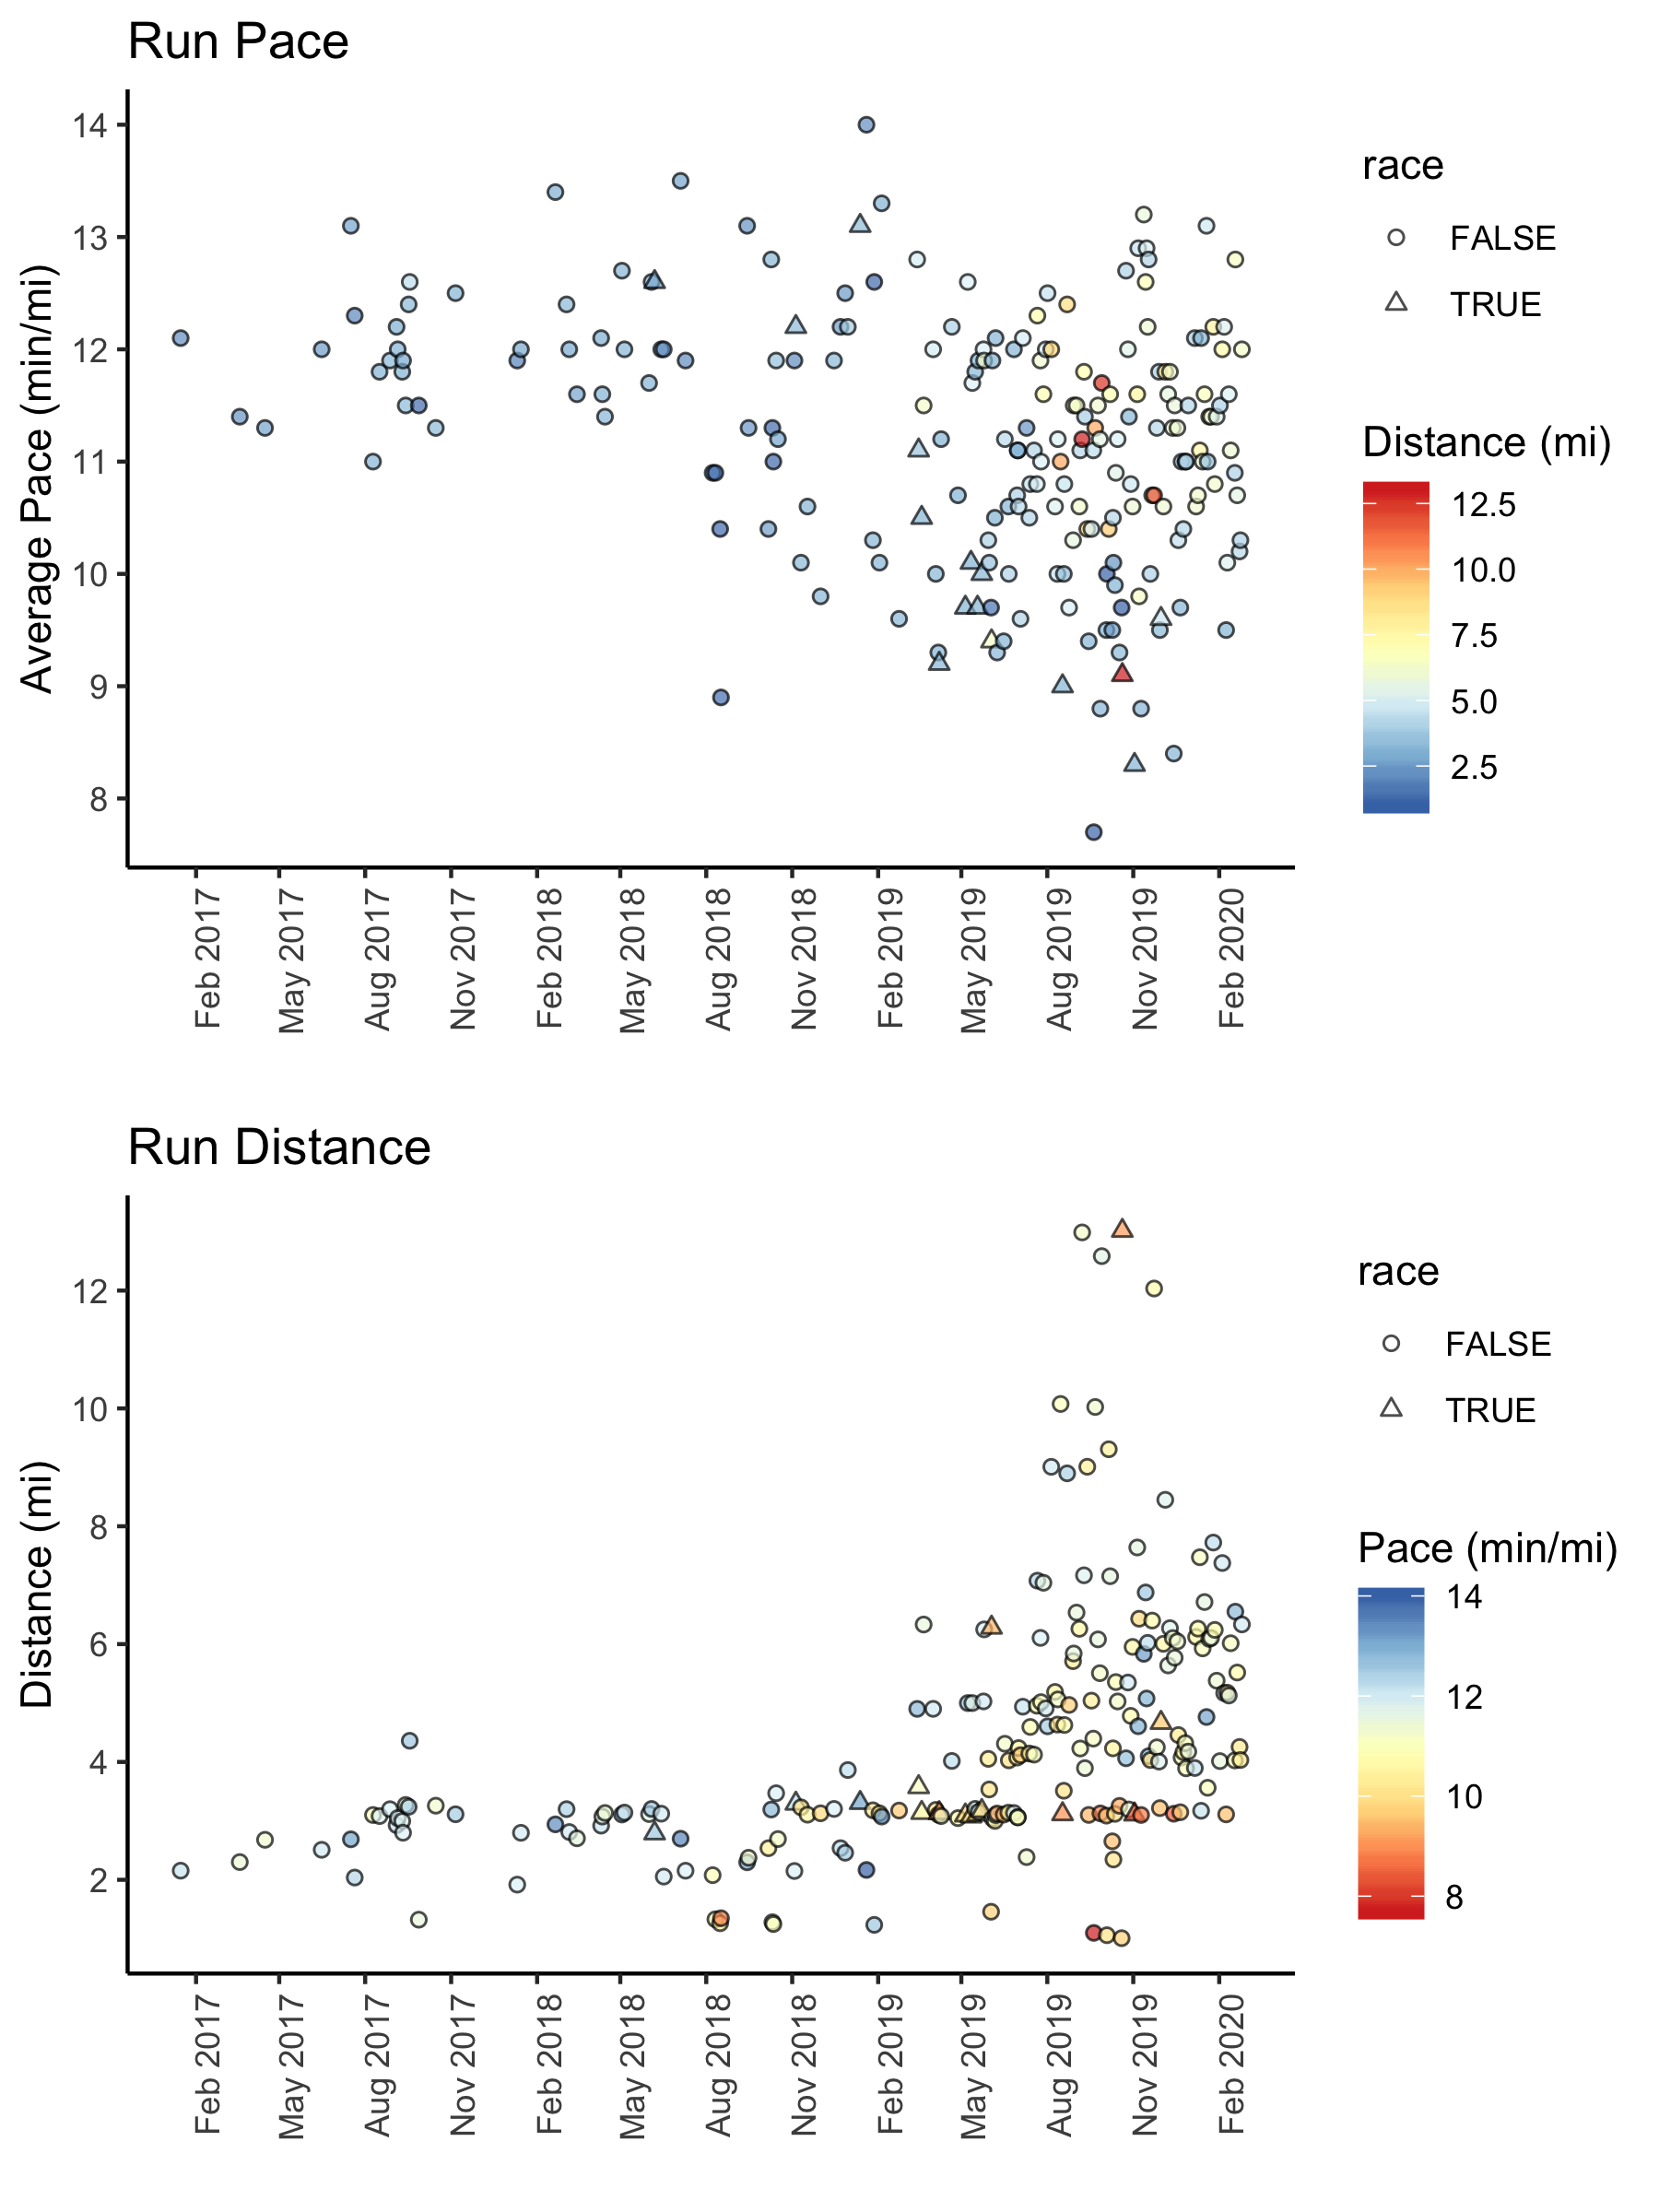 Run Pace
Average Pace (min/mi)
14
13
12
11
10
9
8
Feb 2017
May 2017
Aug 2017
Nov 2017
Feb 2018
May 2018
Aug 2018
Nov 2018
Feb 2019
May 2019
Aug 2019
Nov 2019
Feb 2020
race
FALSE
TRUE
Distance (mi)
12.5
10.0
7.5
5.0
2.5
Run Distance
Distance (mi)
12
10
8
6
4
2
Feb 2017
May 2017
Aug 2017
Nov 2017
Feb 2018
May 2018
Aug 2018
Nov 2018
Feb 2019
May 2019
Aug 2019
Nov 2019
Feb 2020
race
FALSE
TRUE
Pace (min/mi)
14
12
10
8